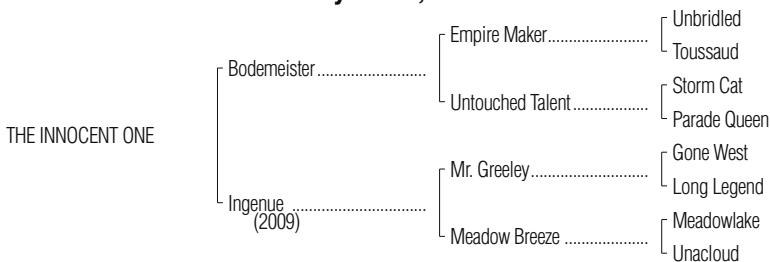 Unbridled
Empire Maker......................
Toussaud
Bodemeister........................
Storm Cat
Untouched Talent.................
Parade Queen
THE INNOCENT ONE
Gone West
Mr. Greeley..........................
Long Legend
Ingenue ..............................
(2009)
Meadowlake
Meadow Breeze ..................
Unacloud